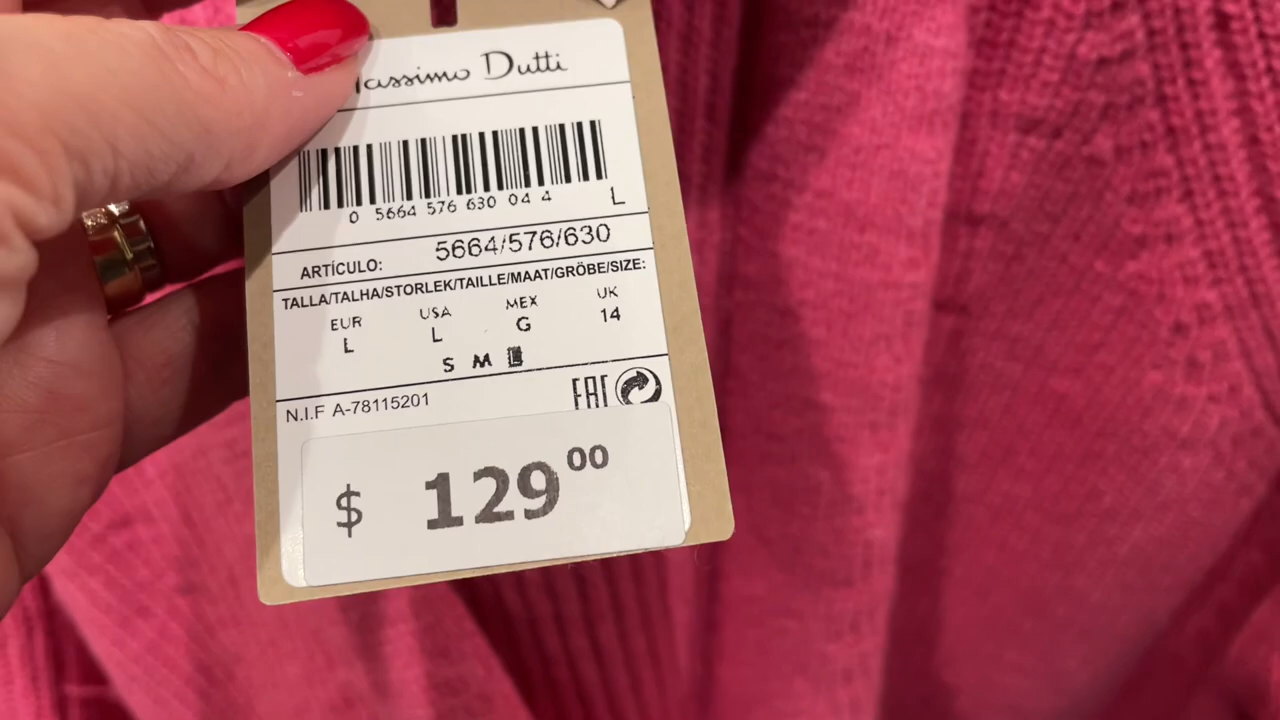 assimo Dutti
0 5664 576 630 04 4 L
ARTÍCULO: 5664/576/630
TALLA/TALHA/STORLEK/TAILLE/MAAT/GRÖBE/SIZE:
EUR USA MEX UK
L L G 14
S M L
N.I.F A-78115201
EAC
$ 129 00